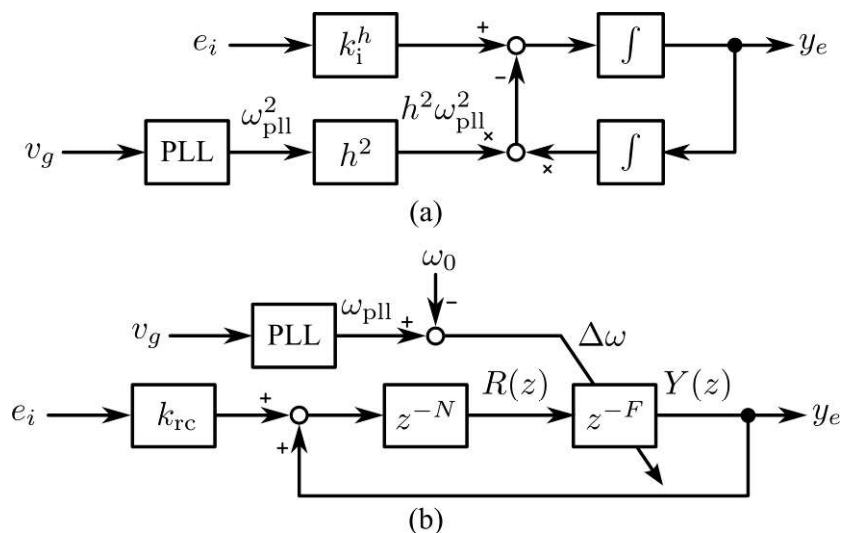 e_i k_i^h + - ∫ y_e
v_g PLL ω_pll^2 h^2 h^2ω_pll^2 × × ∫
(a)
ω_0
v_g PLL ω_pll + - Δω
e_i k_rc + + z^{-N} R(z) z^{-F} Y(z) y_e
(b)